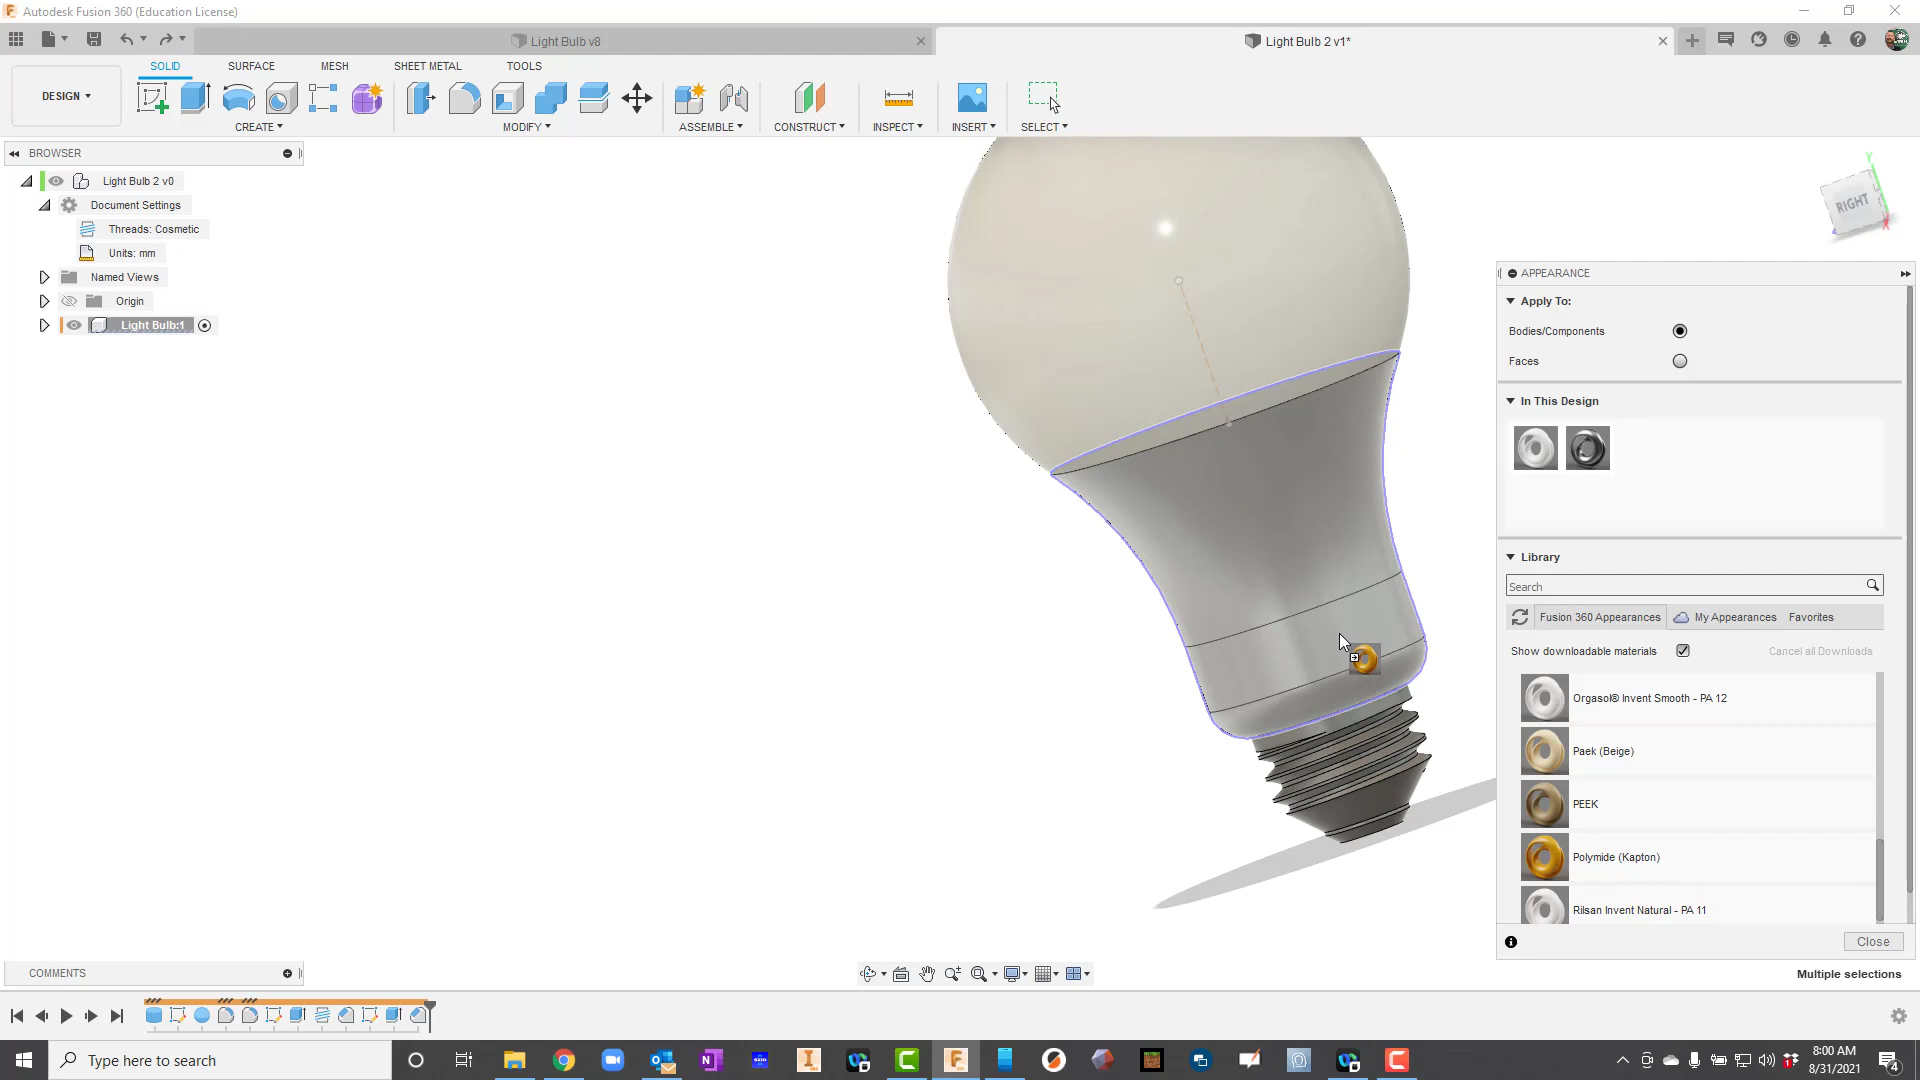 Autodesk Fusion 360 (Education License)
Light Bulb v8
Light Bulb 2 v1*
SOLID SURFACE MESH SHEET METAL TOOLS
DESIGN
CREATE MODIFY ASSEMBLE CONSTRUCT INSPECT INSERT SELECT
BROWSER
Light Bulb 2 v0
Document Settings
Threads: Cosmetic
Units: mm
Named Views
Origin
Light Bulb:1
RIGHT
Y
X
APPEARANCE
Apply To:
Bodies/Components
Faces
In This Design
Library
Search
Fusion 360 Appearances My Appearances Favorites
Show downloadable materials Cancel all Downloads
Orgasol® Invent Smooth - PA 12
Paek (Beige)
PEEK
Polymide (Kapton)
Rilsan Invent Natural - PA 11
Close
COMMENTS
Multiple selections
Type here to search
8:00 AM
8/31/2021
4